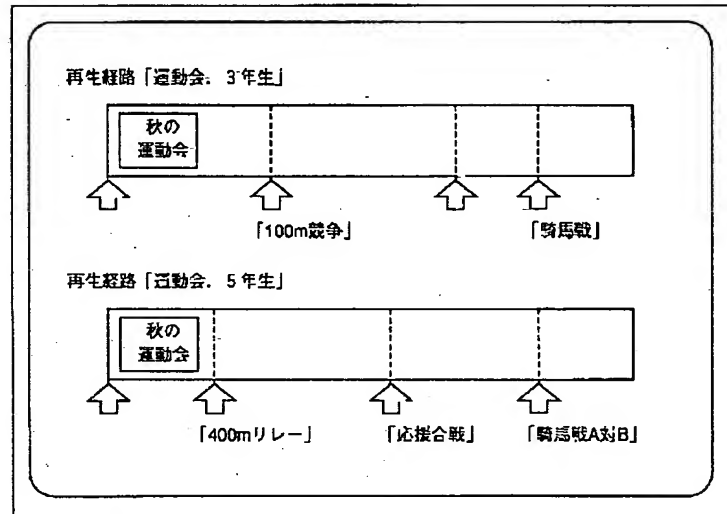 再生経路「運動会.3年生」
秋の
運動会
「100m競争」
「騎馬戦」
再生経路「運動会.5年生」
秋の
運動会
「400mリレー」
「応援合戦」
「騎馬戦A対B」